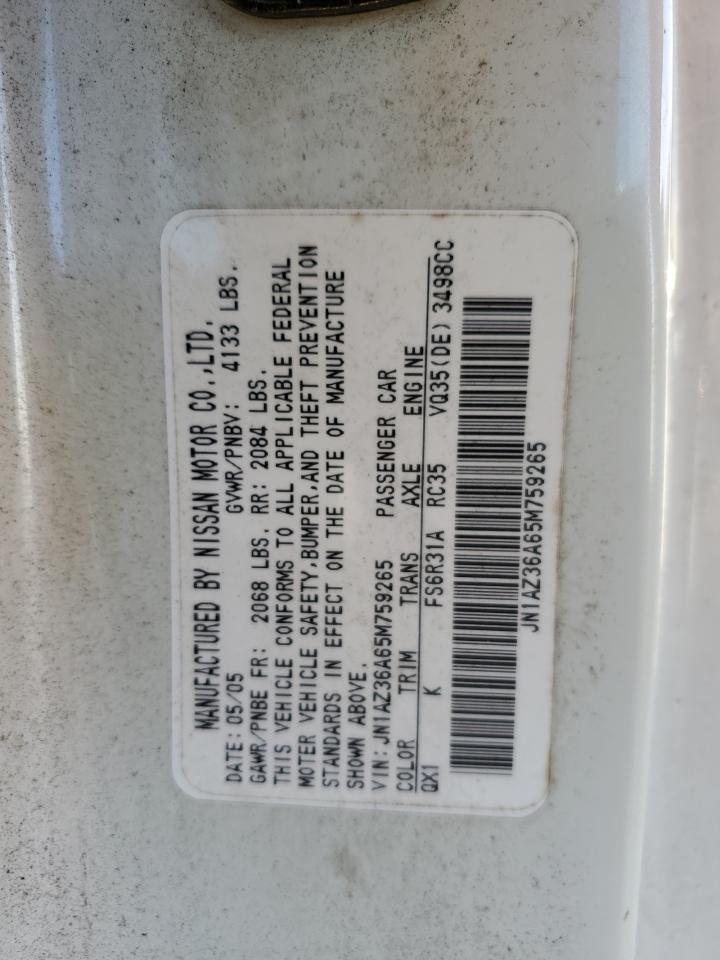 MANUFACTURED BY NISSAN MOTOR CO.,LTD.
DATE: 05/05 GVWR/PNBV: 4133 LBS.
GAWR/PNBE FR: 2068 LBS. RR: 2084 LBS.
THIS VEHICLE CONFORMS TO ALL APPLICABLE FEDERAL
MOTER VEHICLE SAFETY,BUMPER,AND THEFT PREVENTION
STANDARDS IN EFFECT ON THE DATE OF MANUFACTURE
SHOWN ABOVE.
VIN: JN1AZ36A65M759265 PASSENGER CAR
COLOR TRIM TRANS AXLE ENGINE
QX1 K FS6R31A RC35 VQ35(DE) 3498CC
JN1AZ36A65M759265